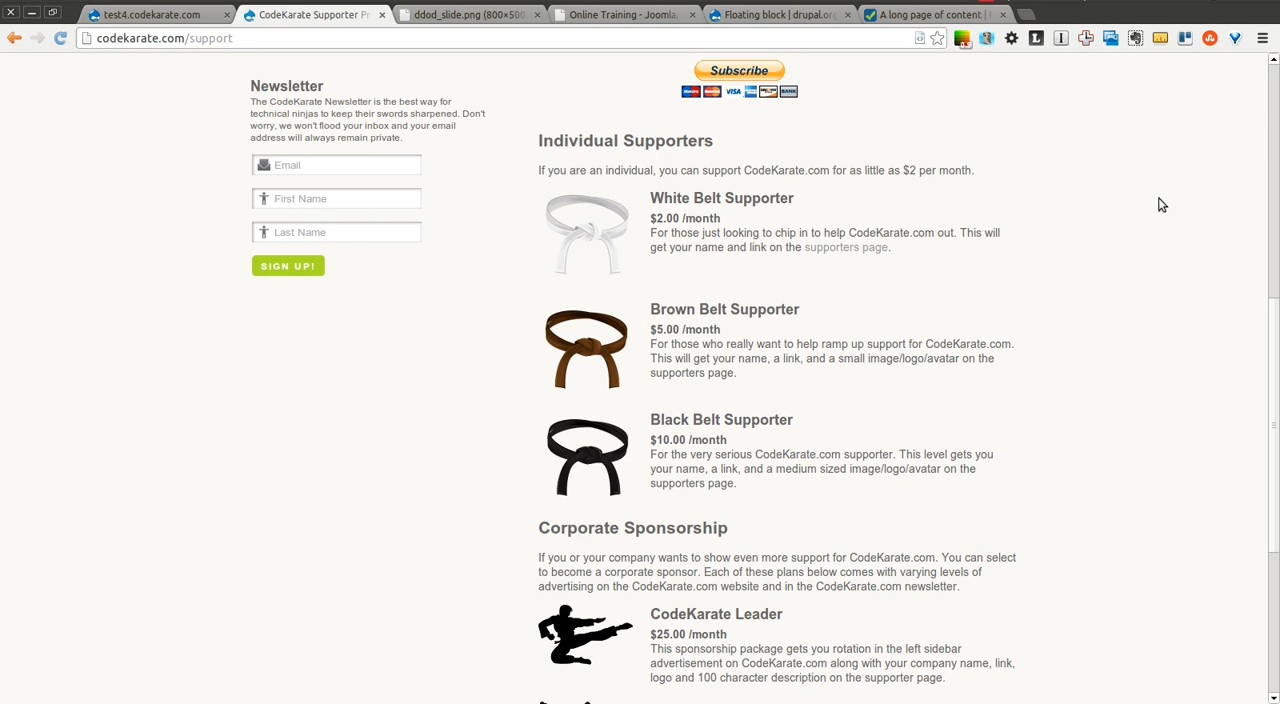 test4.codekarate.com
CodeKarate Supporter Pr
ddod_slide.png (800×500
Online Training - Joomla,
Floating block | drupal.org
A long page of content |
codekarate.com/support
Subscribe
VISA
BANK
Newsletter
The CodeKarate Newsletter is the best way for
technical ninjas to keep their swords sharpened. Don't
worry, we won't flood your inbox and your email
address will always remain private.
Email
First Name
Last Name
SIGN UP!
Individual Supporters
If you are an individual, you can support CodeKarate.com for as little as $2 per month.
White Belt Supporter
$2.00 /month
For those just looking to chip in to help CodeKarate.com out. This will
get your name and link on the supporters page.
Brown Belt Supporter
$5.00 /month
For those who really want to help ramp up support for CodeKarate.com.
This will get your name, a link, and a small image/logo/avatar on the
supporters page.
Black Belt Supporter
$10.00 /month
For the very serious CodeKarate.com supporter. This level gets you
your name, a link, and a medium sized image/logo/avatar on the
supporters page.
Corporate Sponsorship
If you or your company wants to show even more support for CodeKarate.com. You can select
to become a corporate sponsor. Each of these plans below comes with varying levels of
advertising on the CodeKarate.com website and in the CodeKarate.com newsletter.
CodeKarate Leader
$25.00 /month
This sponsorship package gets you rotation in the left sidebar
advertisement on CodeKarate.com along with your company name, link,
logo and 100 character description on the supporter page.